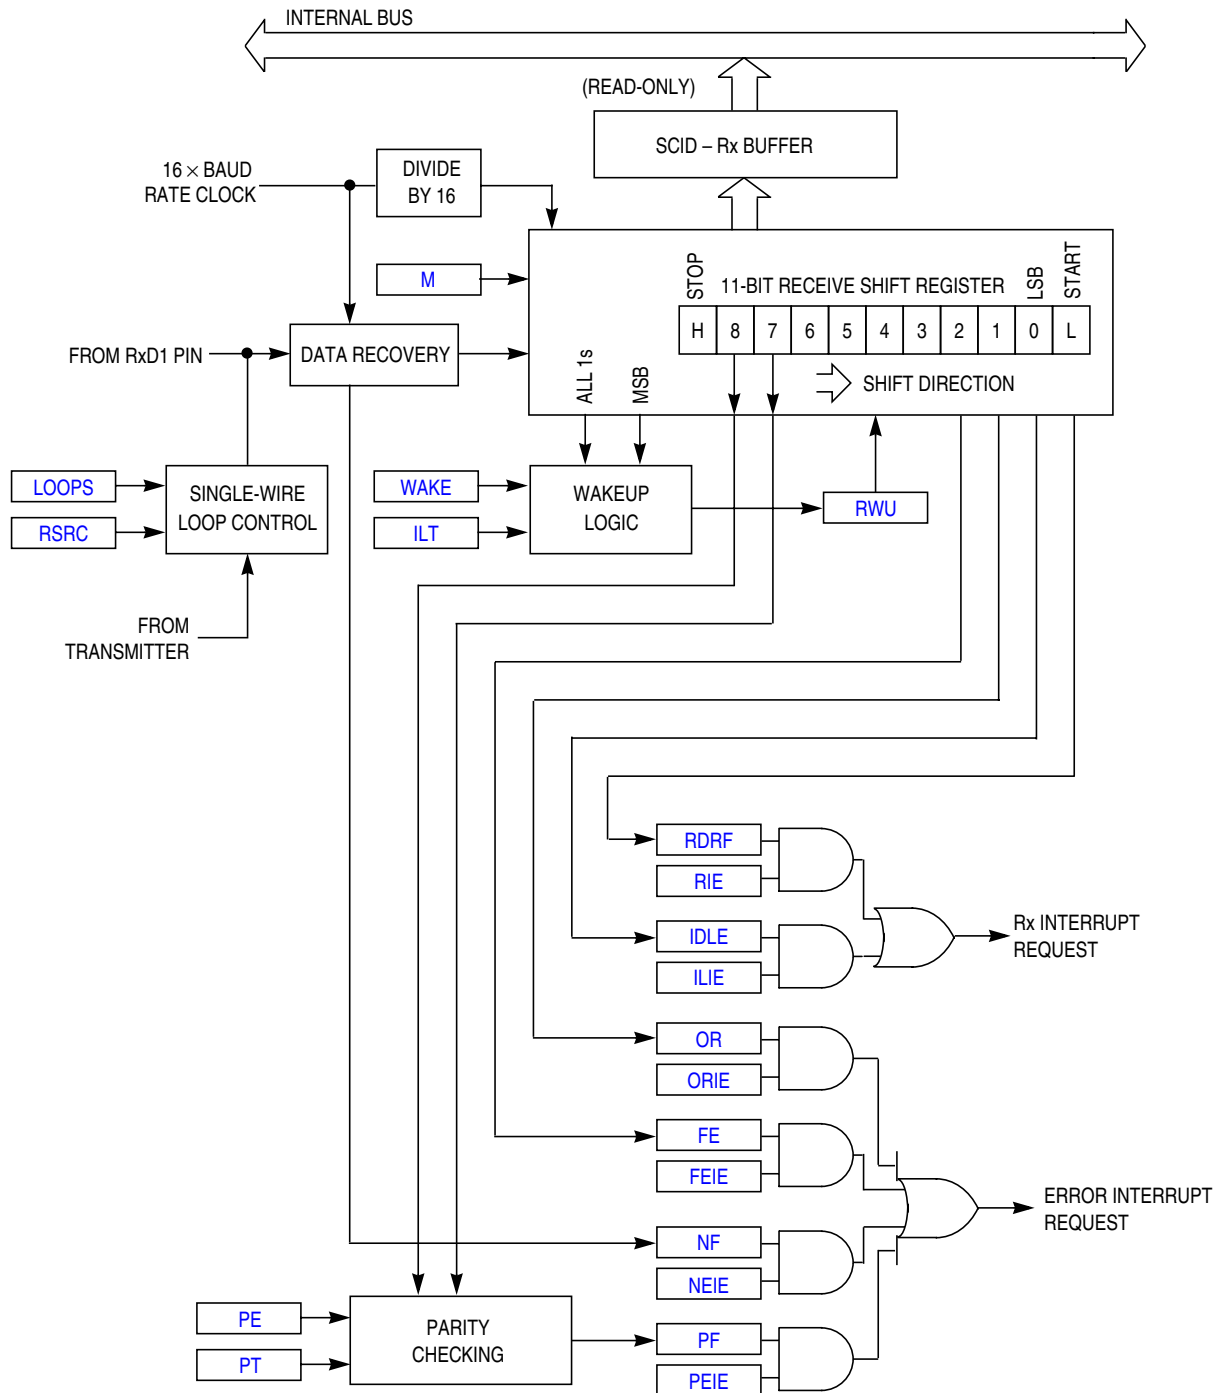 INTERNAL BUS
(READ-ONLY)
SCID – Rx BUFFER
16 × BAUD
RATE CLOCK
DIVIDE
BY 16
M
STOP
11-BIT RECEIVE SHIFT REGISTER
LSB
START
H 8 7 6 5 4 3 2 1 0 L
FROM RxD1 PIN
DATA RECOVERY
ALL 1s
MSB
SHIFT DIRECTION
LOOPS
RSRC
SINGLE-WIRE
LOOP CONTROL
WAKE
ILT
WAKEUP
LOGIC
RWU
FROM
TRANSMITTER
RDRF
RIE
IDLE
ILIE
Rx INTERRUPT
REQUEST
OR
ORIE
FE
FEIE
ERROR INTERRUPT
REQUEST
NF
NEIE
PE
PT
PARITY
CHECKING
PF
PEIE